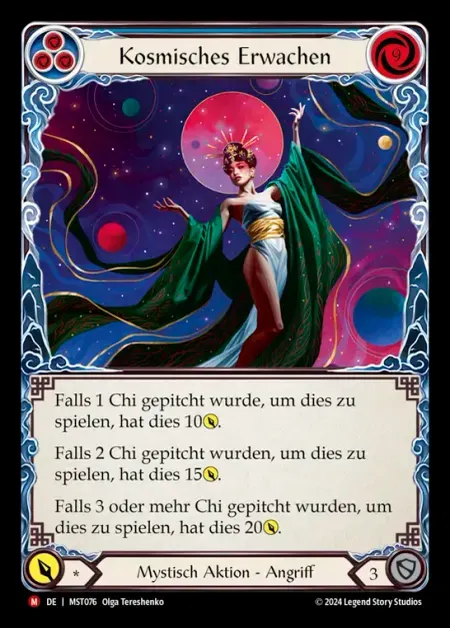 Kosmisches Erwachen
9
Falls 1 Chi gepitcht wurde, um dies zu
spielen, hat dies 10.
Falls 2 Chi gepitcht wurden, um dies zu
spielen, hat dies 15.
Falls 3 oder mehr Chi gepitcht wurden, um
dies zu spielen, hat dies 20.
*
Mystisch Aktion - Angriff
3
M DE | MST076 Olga Tereshenko
© 2024 Legend Story Studios